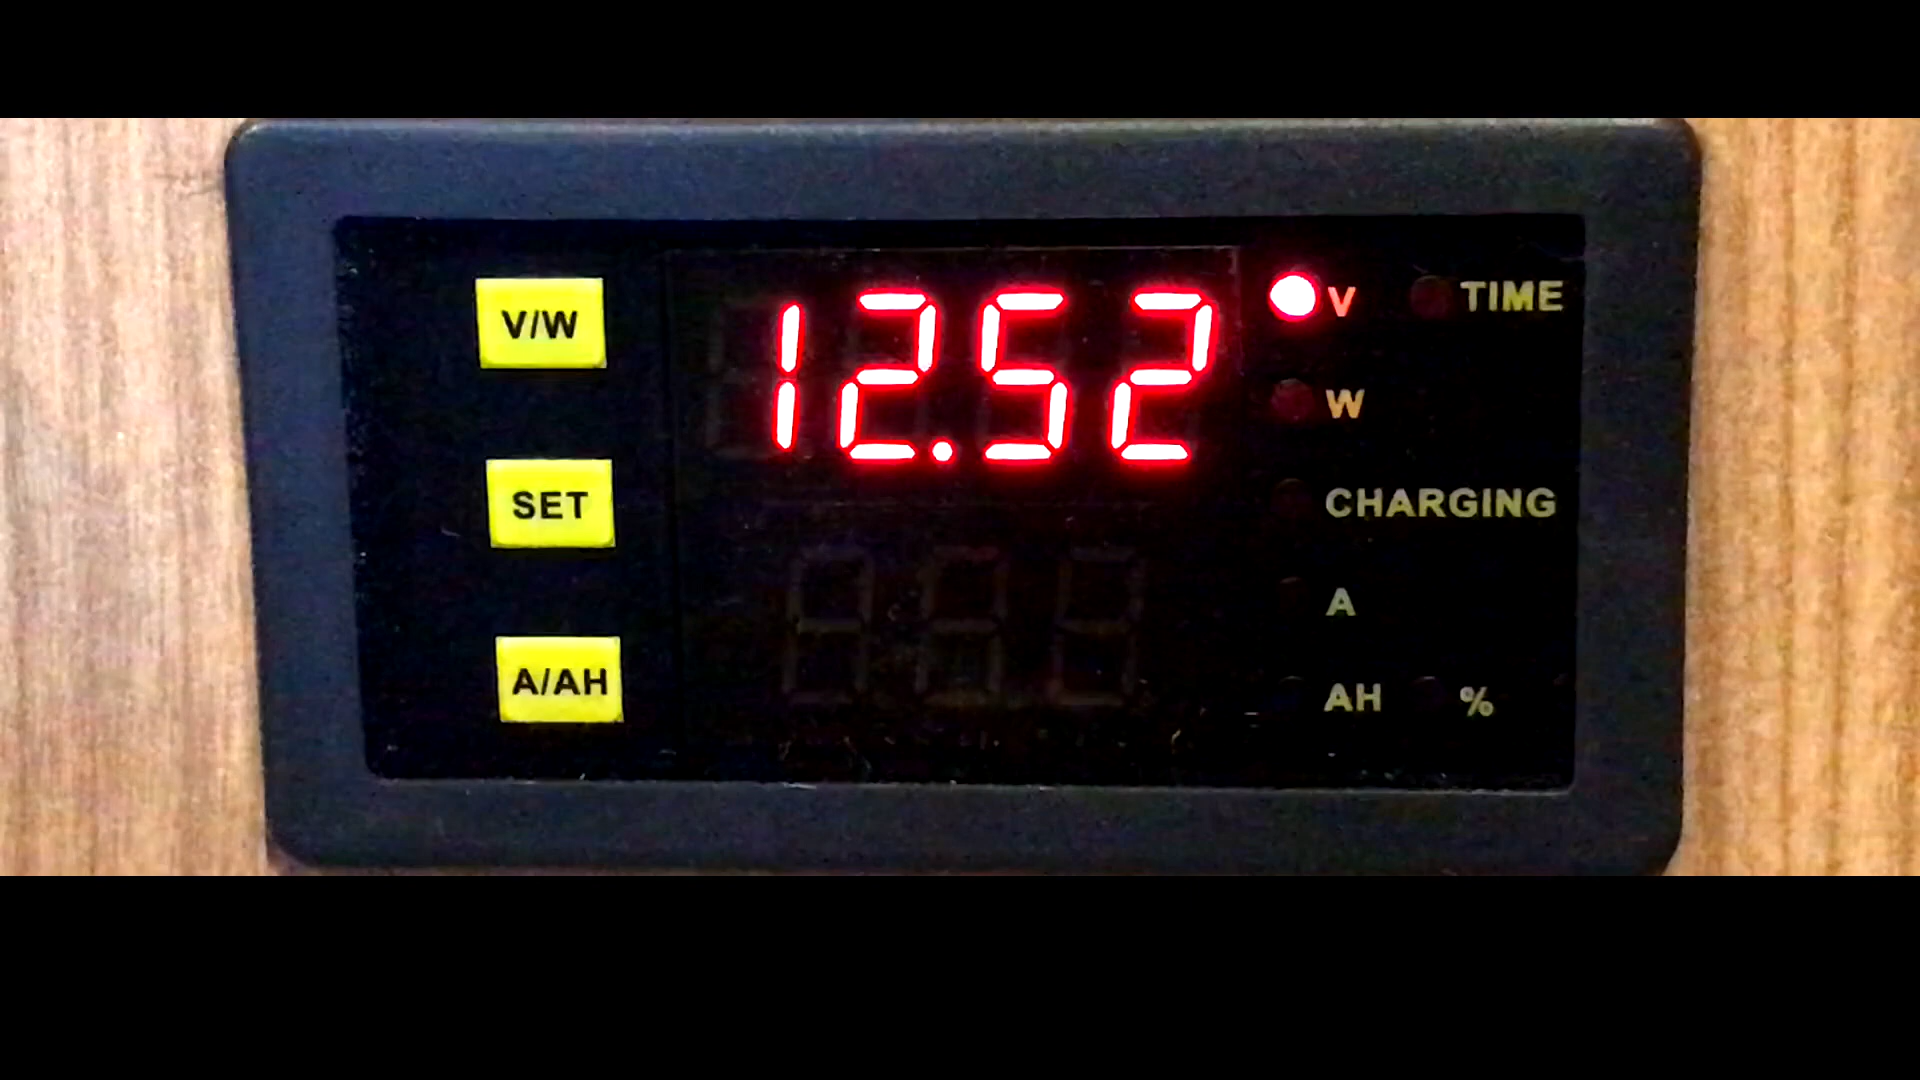 V/W 12.52 V TIME
W
SET CHARGING
A
A/AH AH %